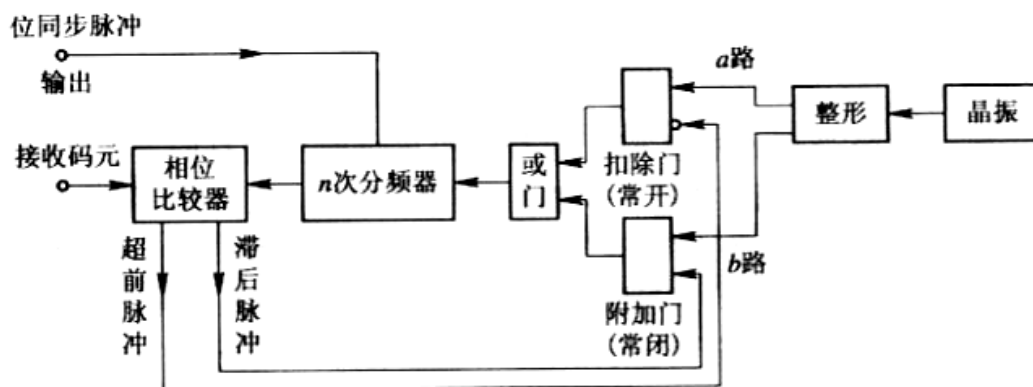 位同步脉冲
输出
接收码元
相位
比较器
n次分频器
或
门
扣除门
(常开)
附加门
(常闭)
a路
b路
整形
晶振
超前脉冲
滞后脉冲